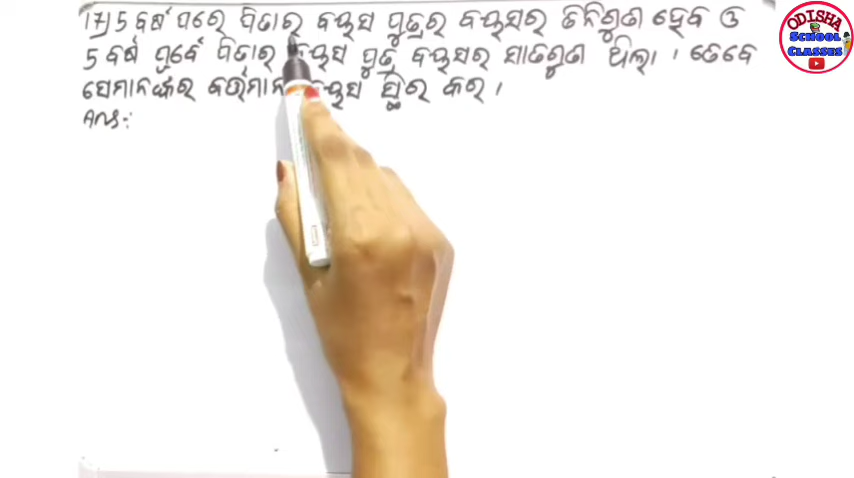 17) 5 ବର୍ଷ ପରେ ପିତାର ବୟସ ପୁତ୍ରର ବୟସର ତିନିଗୁଣ ହେବ ଓ
5 ବର୍ଷ ପୂର୍ବେ ପିତାର ବୟସ ପୁତ୍ର ବୟସର ସାତଗୁଣ ଥିଲା । ତେବେ
ସେମାନଙ୍କର ବର୍ତ୍ତମାନ ବୟସ ସ୍ଥିର କର ।
Ans:-
ODISHA
SCHOOL
CLASSES